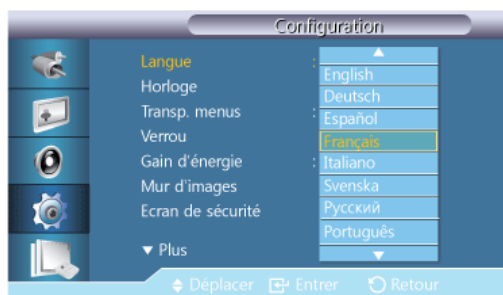 Configuration
Langue :
Horloge
Transp. menus :
Verrou
Gain d'énergie :
Mur d'images
Ecran de sécurité
▼ Plus
▲
English
Deutsch
Español
Français
Italiano
Svenska
Русский
Português
▼
Déplacer Entrer Retour